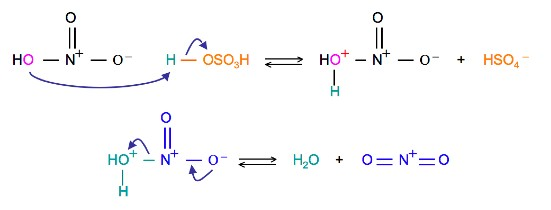 O O
HO — N⁺ — O⁻ H — OSO₃H ⇌ HO⁺ — N⁺ — O⁻ + HSO₄⁻
H
O
HO⁺ — N⁺ — O⁻ ⇌ H₂O + O = N⁺ = O
H